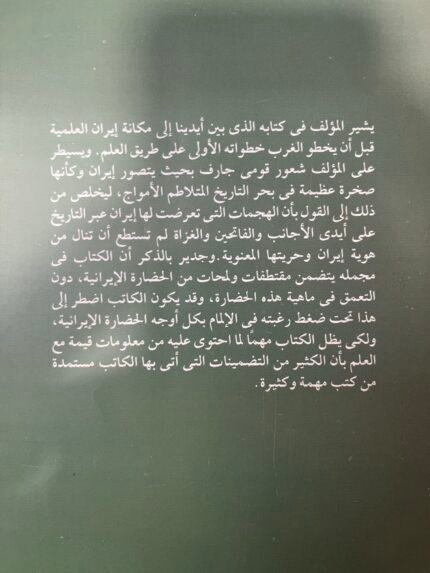 يشير المؤلف فى كتابه الذى بين أيدينا إلى مكانة إيران العلمية
قبل أن يخطو الغرب خطواته الأولى على طريق العلم. ويسيطر
على المؤلف شعور قومى جارف بحيث يتصور إيران وكأنها
صخرة عظيمة فى بحر التاريخ المتلاطم الأمواج، ليخلص من
ذلك إلى القول بأن الهجمات التى تعرضت لها إيران عبر التاريخ
على أيدى الأجانب والفاتحين والغزاة لم تستطع أن تنال من
هوية إيران وحريتها المعنوية.وجدير بالذكر أن الكتاب فى
مجمله يتضمن مقتطفات ولمحات من الحضارة الإيرانية، دون
التعمق فى ماهية هذه الحضارة، وقد يكون الكاتب اضطر إلى
هذا تحت ضغط رغبته فى الإلمام بكل أوجه الحضارة الإيرانية،
ولكى يظل الكتاب مهمًا لما احتوى عليه من معلومات قيمة مع
العلم بأن الكثير من التضمينات التى أتى بها الكاتب مستمدة
من كتب مهمة وكثيرة.